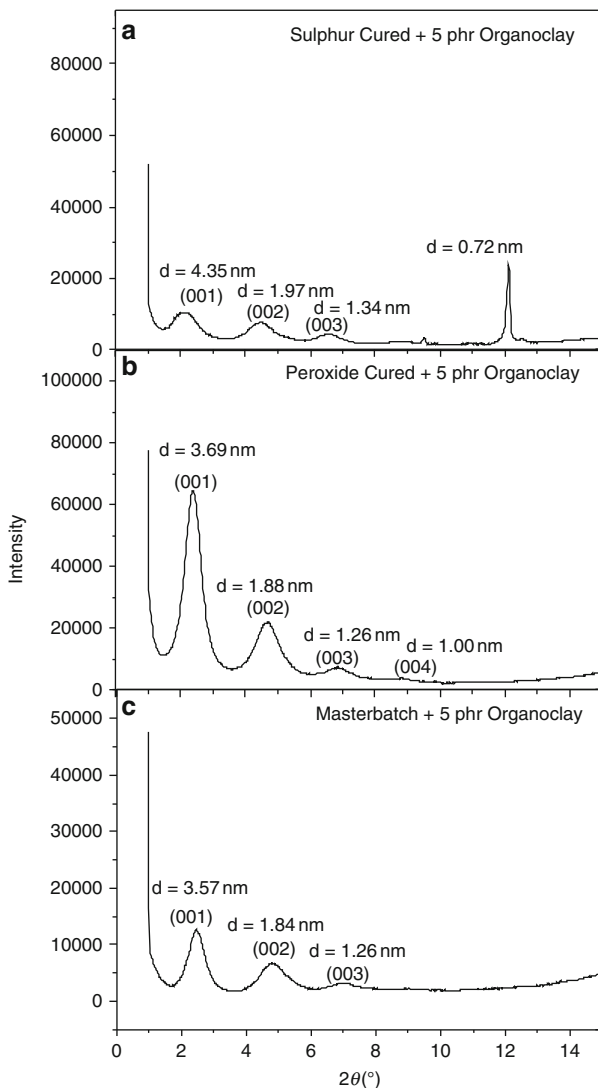 a
Sulphur Cured + 5 phr Organoclay
80000
60000
40000
20000
0
d = 4.35 nm
(001)
d = 1.97 nm
(002)
d = 1.34 nm
(003)
d = 0.72 nm
b
Peroxide Cured + 5 phr Organoclay
100000
80000
60000
40000
20000
0
d = 3.69 nm
(001)
d = 1.88 nm
(002)
d = 1.26 nm
(003)
d = 1.00 nm
(004)
Intensity
c
Masterbatch + 5 phr Organoclay
50000
40000
30000
20000
10000
0
d = 3.57 nm
(001)
d = 1.84 nm
(002)
d = 1.26 nm
(003)
0 2 4 6 8 10 12 14
2θ(°)